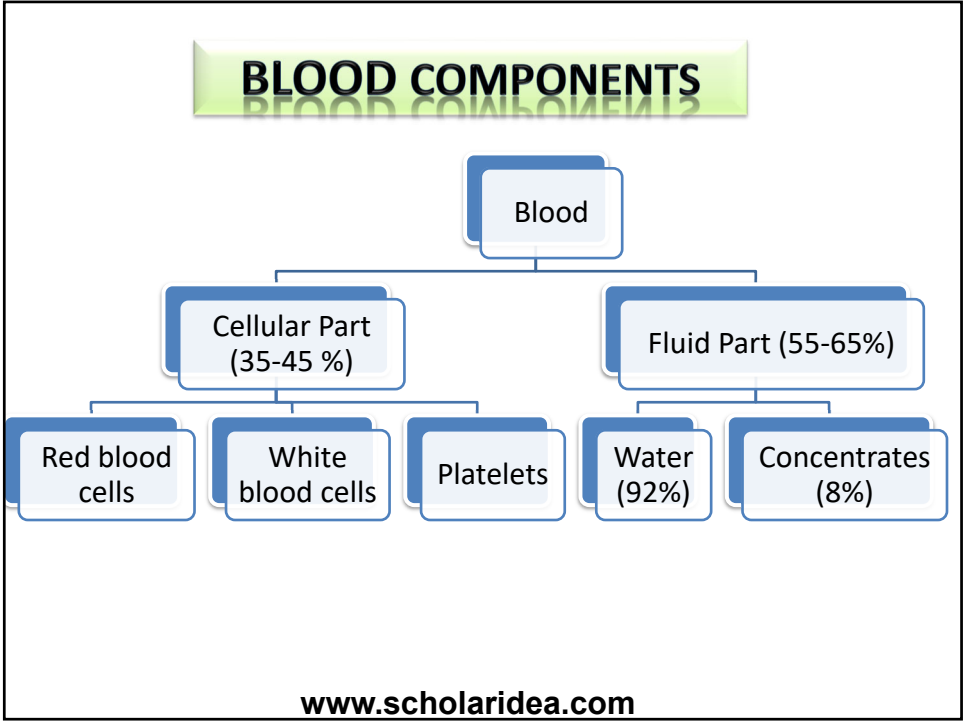 BLOOD COMPONENTS
Blood
Cellular Part
(35-45 %)
Fluid Part (55-65%)
Red blood
cells
White
blood cells
Platelets
Water
(92%)
Concentrates
(8%)
www.scholaridea.com